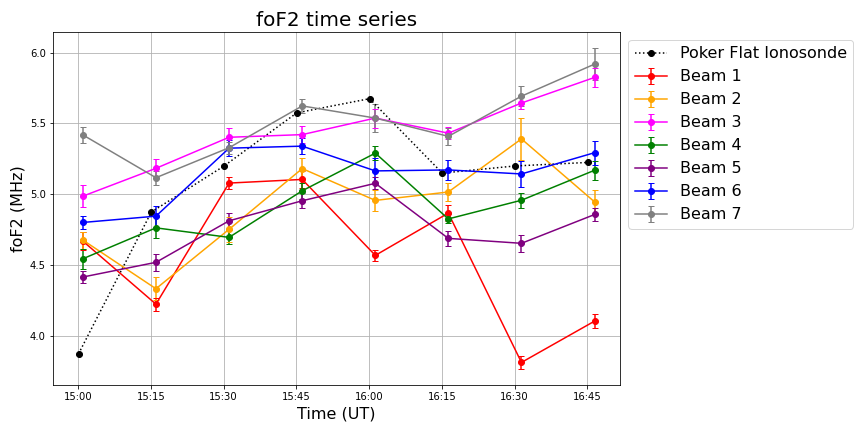 foF2 time series
foF2 (MHz)
6.0
5.5
5.0
4.5
4.0
15:00 15:15 15:30 15:45 16:00 16:15 16:30 16:45
Time (UT)
Poker Flat Ionosonde
Beam 1
Beam 2
Beam 3
Beam 4
Beam 5
Beam 6
Beam 7